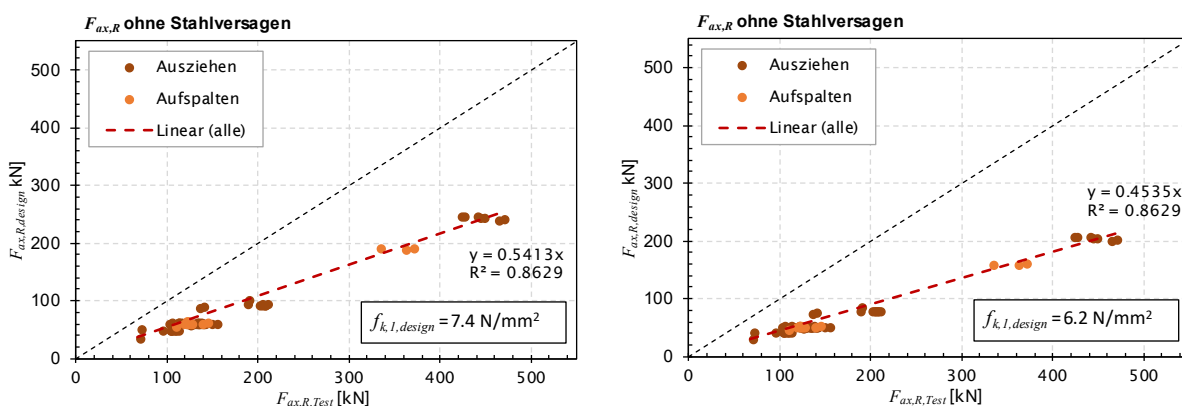 F_ax,R ohne Stahlversagen
500
400
300
200
100
0
F_ax,R,design kN]
Ausziehen
Aufspalten
Linear (alle)
y = 0.5413x
R² = 0.8629
f_k,1,design = 7.4 N/mm²
0 100 200 300 400 500
F_ax,R,Test [kN]
F_ax,R ohne Stahlversagen
500
400
300
200
100
0
F_ax,R,design kN]
Ausziehen
Aufspalten
Linear (alle)
y = 0.4535x
R² = 0.8629
f_k,1,design = 6.2 N/mm²
0 100 200 300 400 500
F_ax,R,Test [kN]